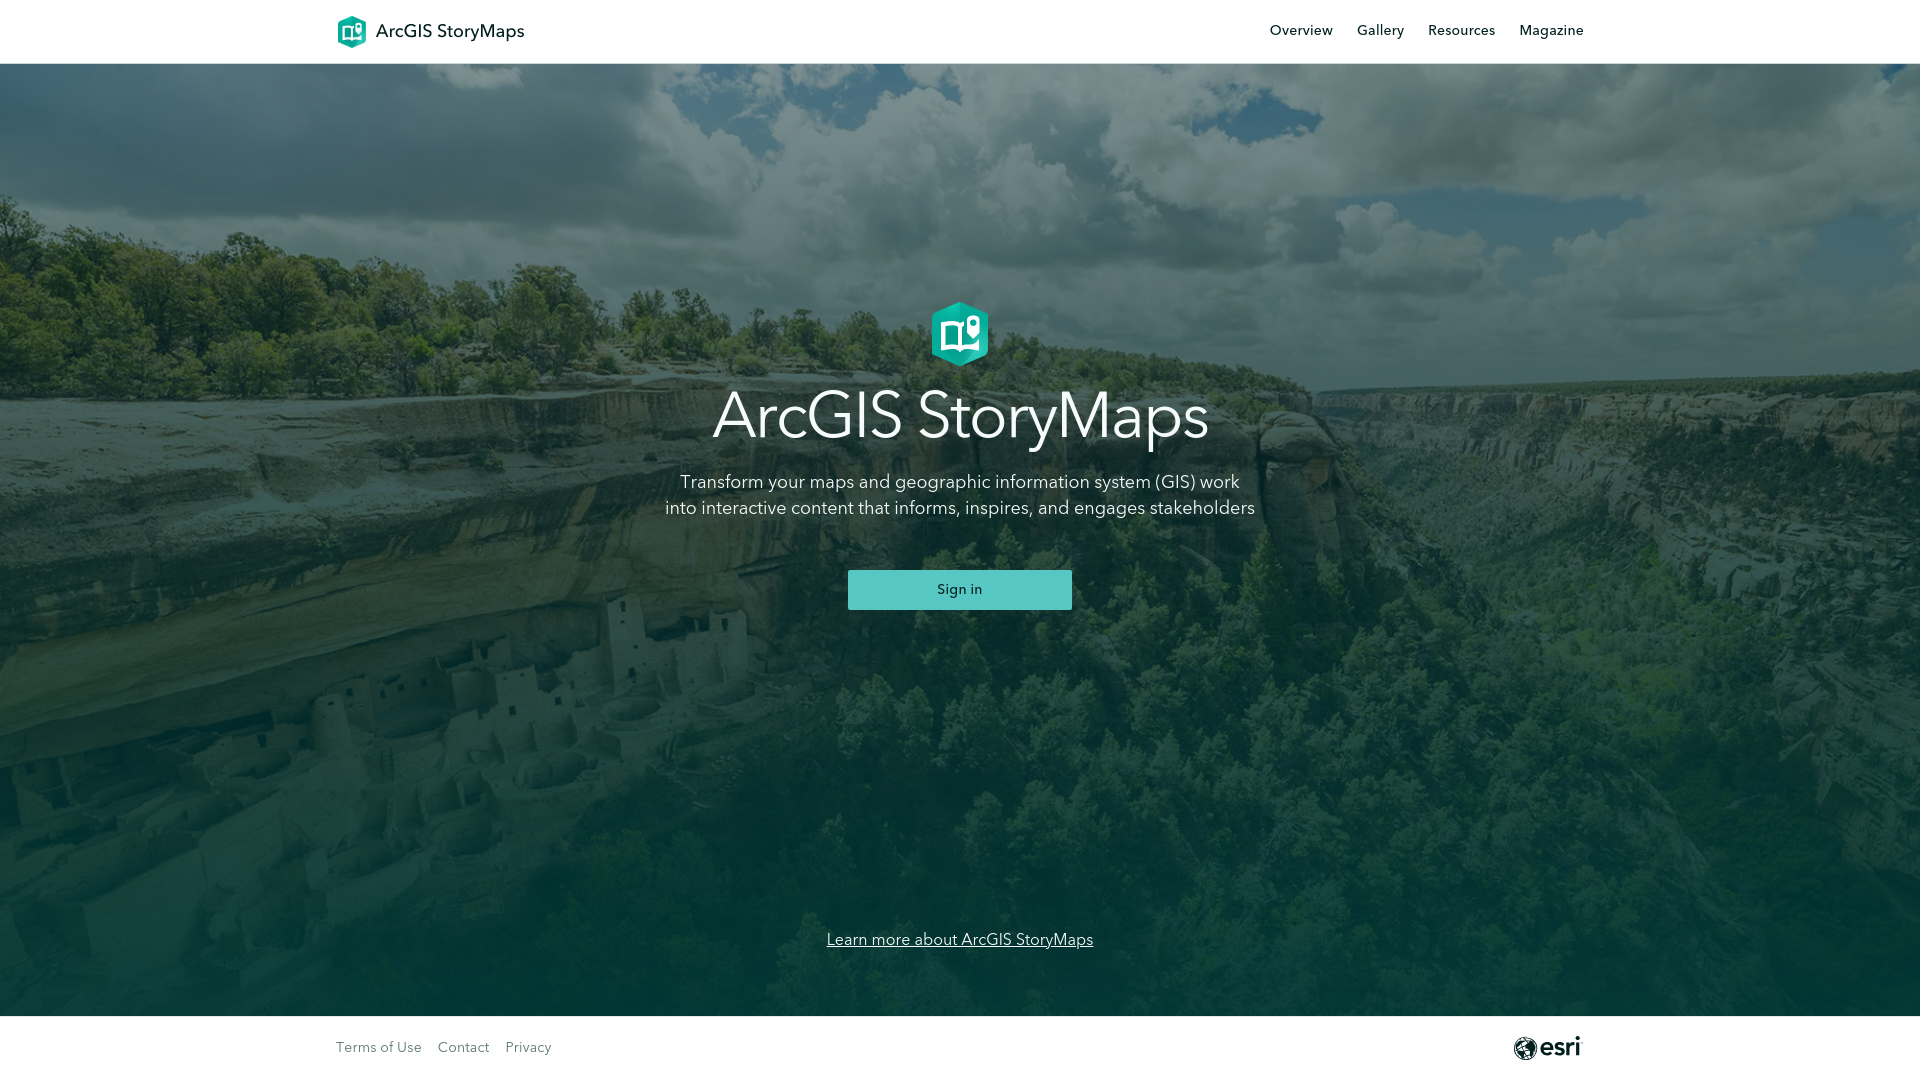 ArcGIS StoryMaps
Overview
Gallery
Resources
Magazine
ArcGIS StoryMaps
Transform your maps and geographic information system (GIS) work
into interactive content that informs, inspires, and engages stakeholders
Sign in
Learn more about ArcGIS StoryMaps
Terms of Use
Contact
Privacy
esri